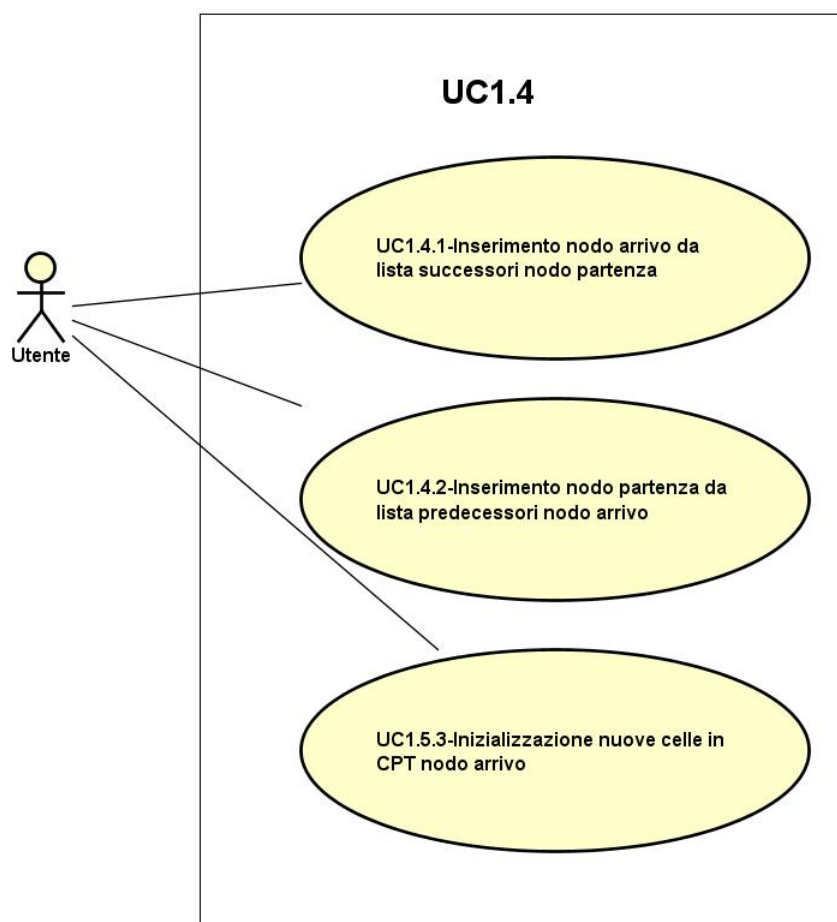 UC1.4
UC1.4.1-Inserimento nodo arrivo da
lista successori nodo partenza
Utente
UC1.4.2-Inserimento nodo partenza da
lista predecessori nodo arrivo
UC1.5.3-Inizializzazione nuove celle in
CPT nodo arrivo